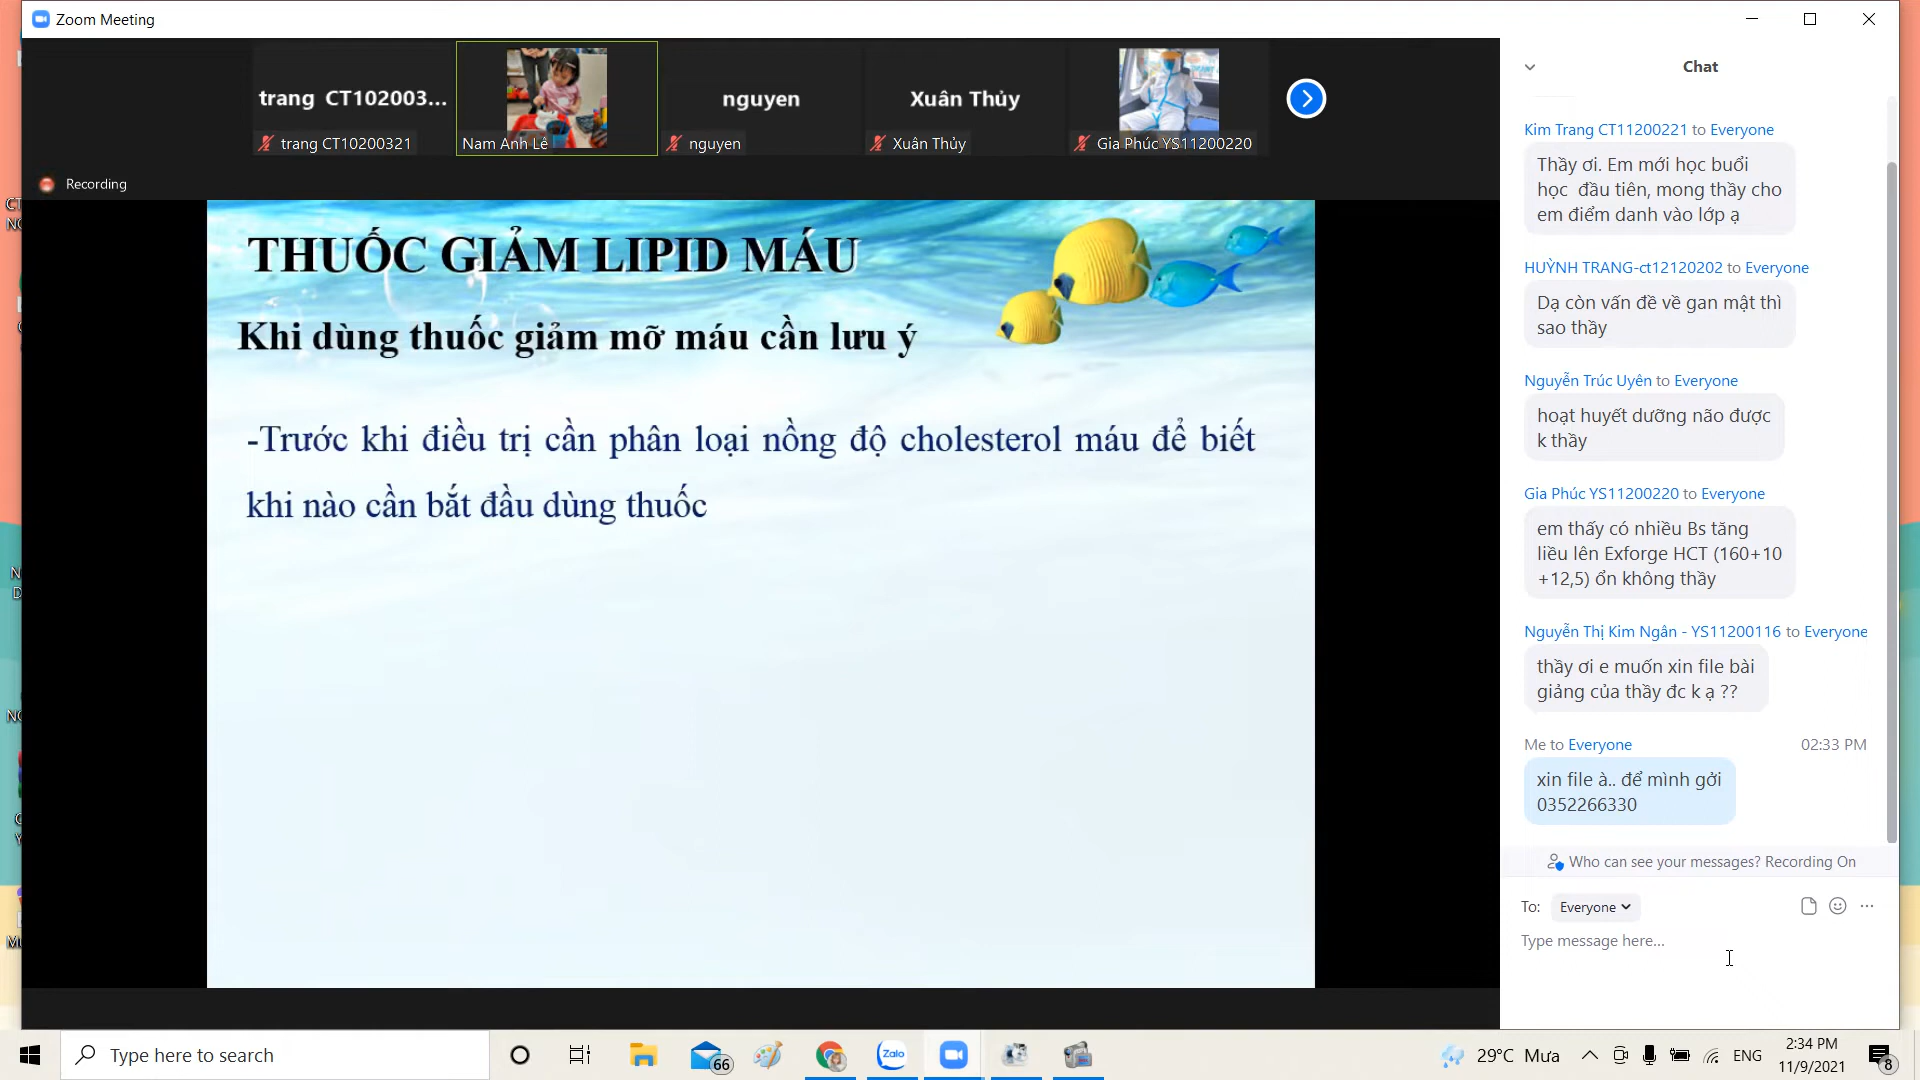 Zoom Meeting
trang CT102003...
nguyen
Xuân Thủy
trang CT10200321
Nam Anh Lê
nguyen
Xuân Thủy
Gia Phúc YS11200220
Recording
THUỐC GIẢM LIPID MÁU
Khi dùng thuốc giảm mỡ máu cần lưu ý
-Trước khi điều trị cần phân loại nồng độ cholesterol máu để biết
khi nào cần bắt đầu dùng thuốc
Chat
Kim Trang CT11200221 to Everyone
Thầy ơi. Em mới học buổi
học đầu tiên, mong thầy cho
em điểm danh vào lớp ạ
HUỲNH TRANG-ct12120202 to Everyone
Dạ còn vấn đề về gan mật thì
sao thầy
Nguyễn Trúc Uyên to Everyone
hoạt huyết dưỡng não được
k thầy
Gia Phúc YS11200220 to Everyone
em thấy có nhiều Bs tăng
liều lên Exforge HCT (160+10
+12,5) ổn không thầy
Nguyễn Thị Kim Ngân - YS11200116 to Everyone
thầy ơi e muốn xin file bài
giảng của thầy đc k ạ ??
Me to Everyone 02:33 PM
xin file à.. để mình gởi
0352266330
Who can see your messages? Recording On
To: Everyone
Type message here...
Type here to search
66
Zalo
29°C Mưa
ENG
2:34 PM
11/9/2021
8